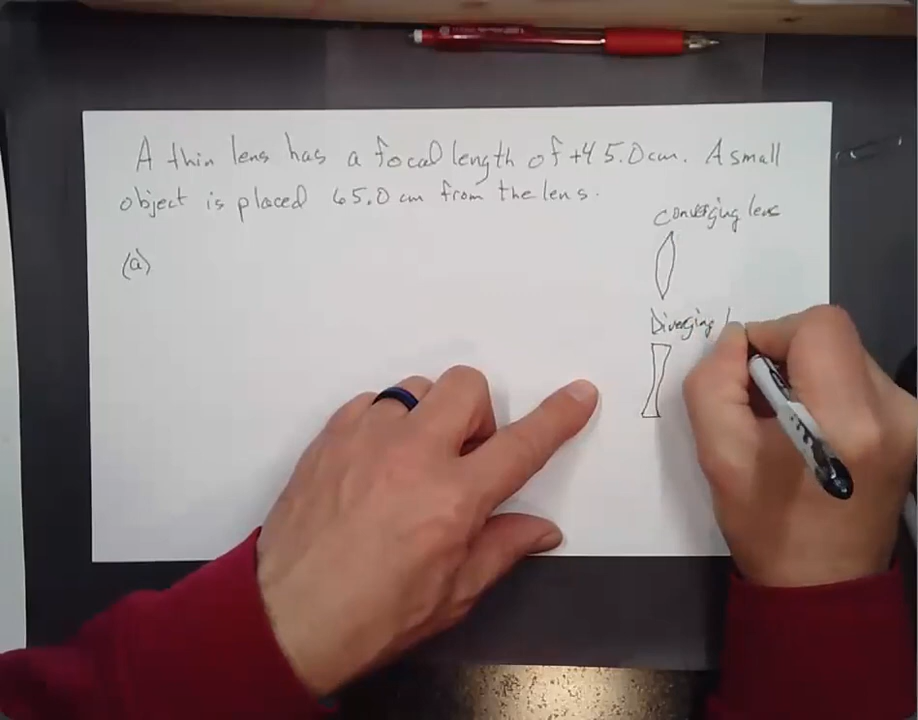 A thin lens has a focal length of +45.0 cm. A small
object is placed 65.0 cm from the lens.
Converging lens
(a)
Diverging l